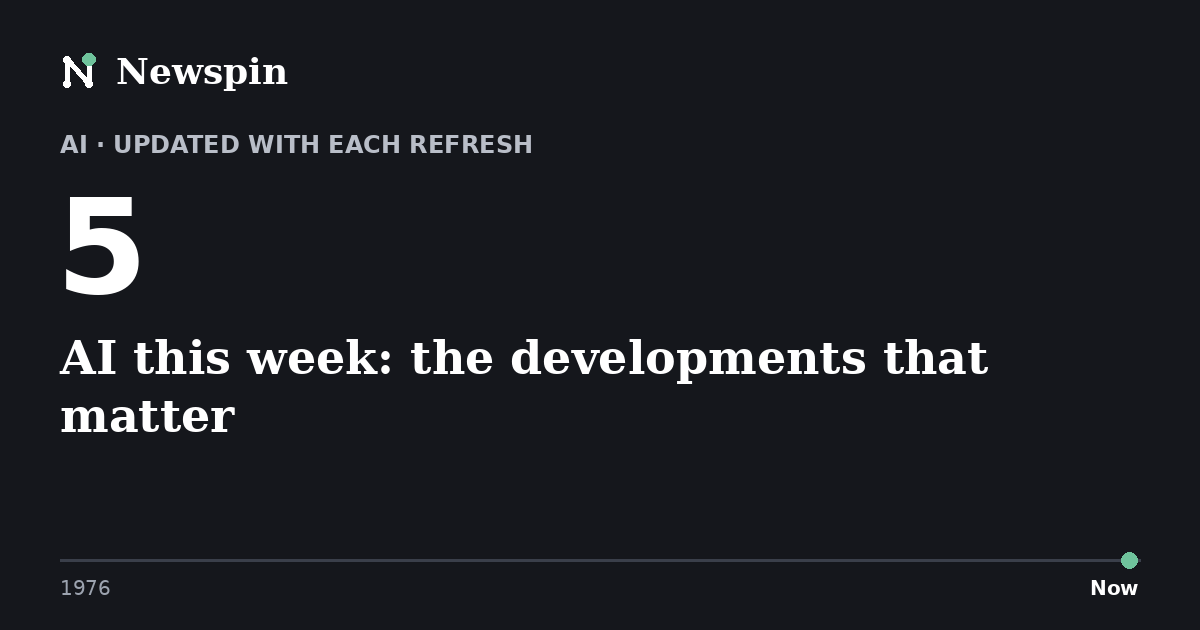 Newspin
AI · UPDATED WITH EACH REFRESH
5
AI this week: the developments that
matter
1976
Now